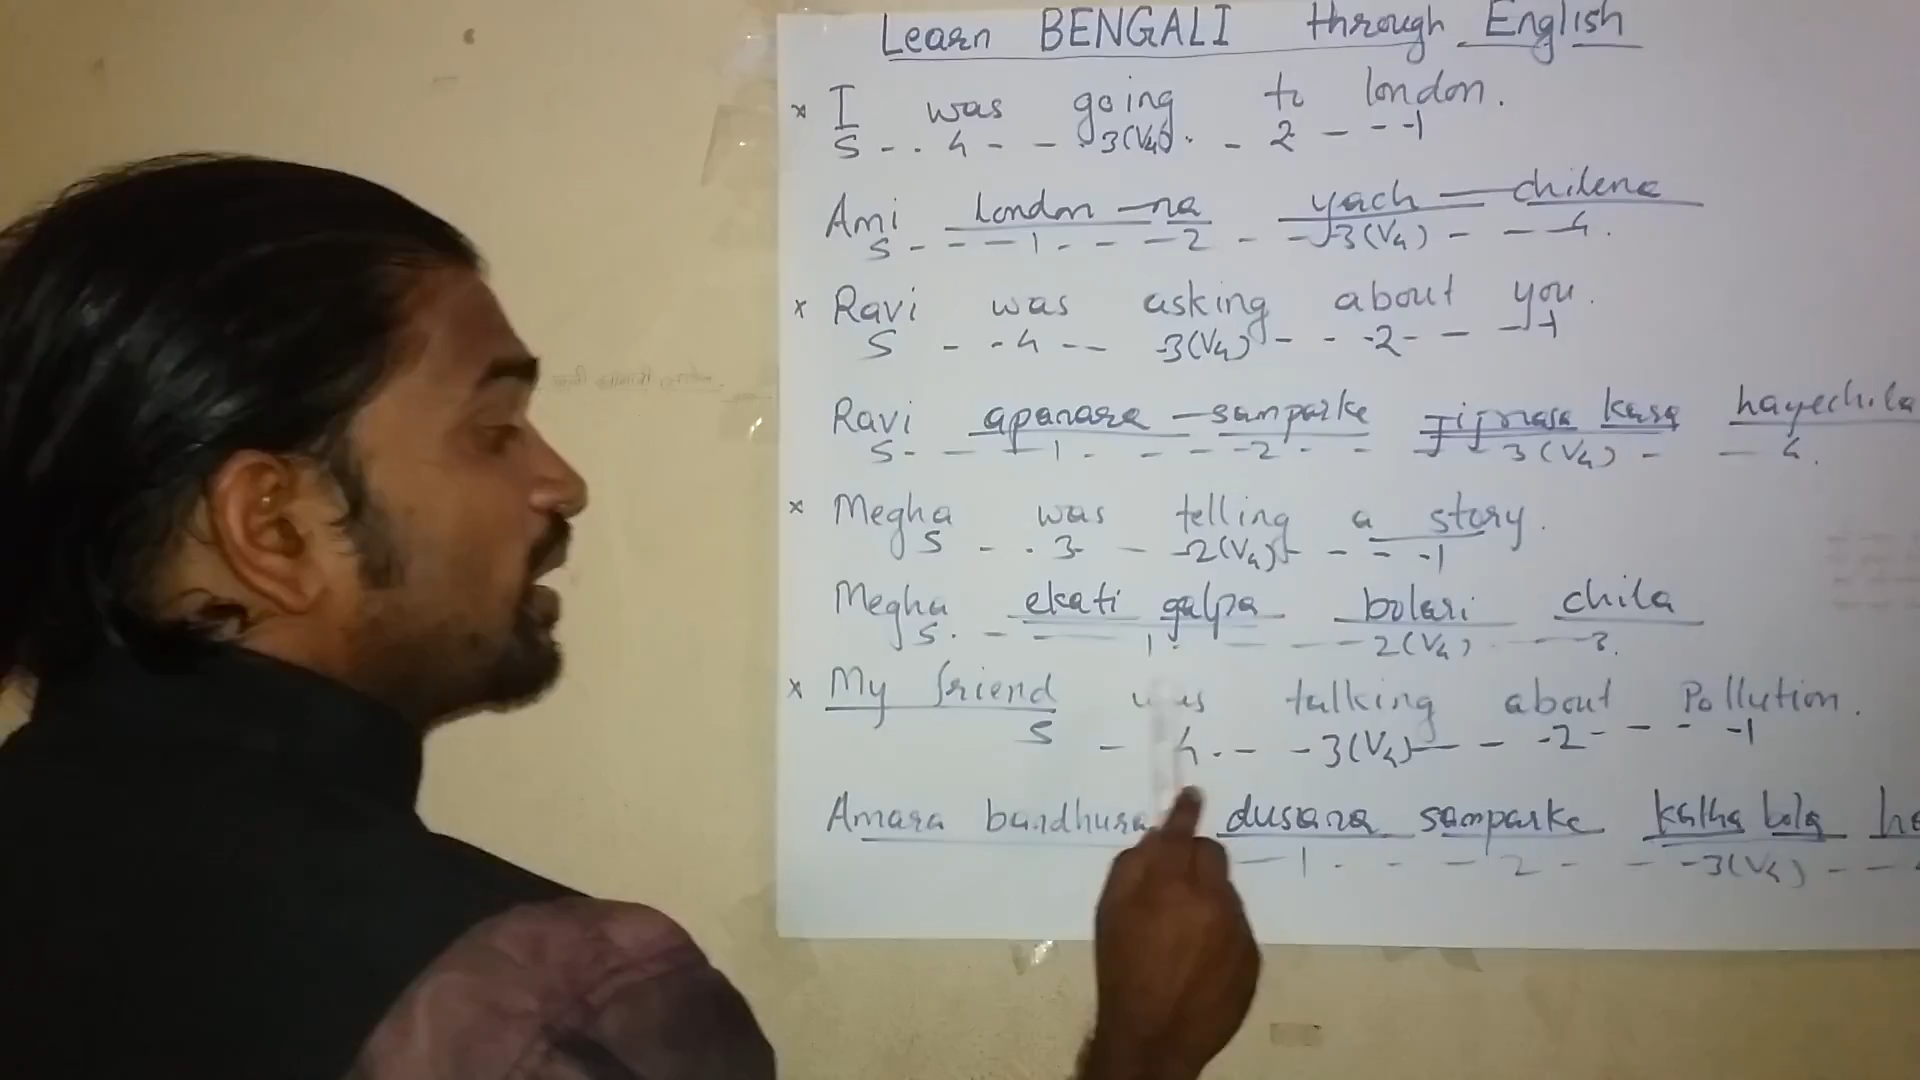 Learn BENGALI through English
* I was going to london.
S - - 4 - - 3(V4) - - 2 - - - 1
Ami london - na yach - chilena
S - - - 1 - - - 2 - - 3(V4) - - 4.
* Ravi was asking about you.
S - - 4 - - 3(V4) - - - 2 - - - 1
Ravi apanara - samparke Jijnasa kara hayechila
S - - 1 - - - - 2 - - - 3(V4) - - 4.
* Megha was telling a story.
S - - 3 - - 2(V4) - - - 1
Megha ekati galpa bolari chila
S. - - 1 - - - 2(V4) - - 3.
* My friend was talking about Pollution.
S - 4 - - - 3(V4) - - - 2 - - - - 1
Amara bandhura dusana samparke katha bola
- 1 - - - 2 - - - 3(V4) - -